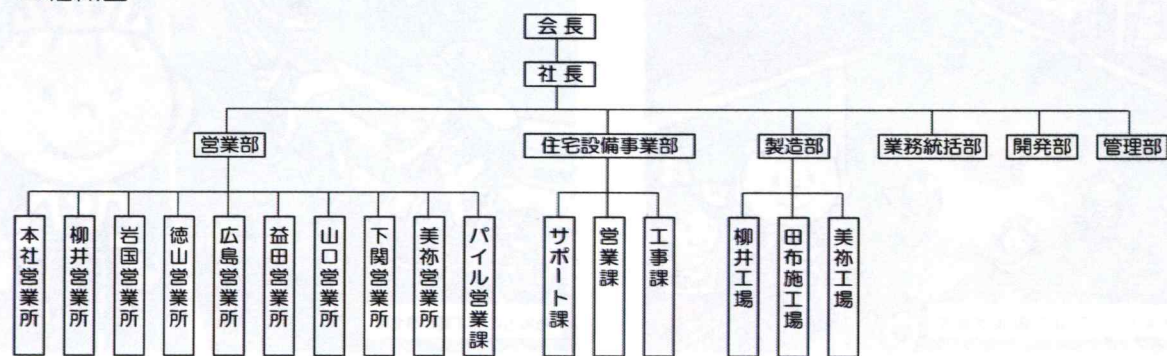 会長
社長
営業部
住宅設備事業部
製造部
業務統括部
開発部
管理部
本社営業所
柳井営業所
岩国営業所
徳山営業所
広島営業所
益田営業所
山口営業所
下関営業所
美祢営業所
パイル営業課
サポート課
営業課
工事課
柳井工場
田布施工場
美祢工場